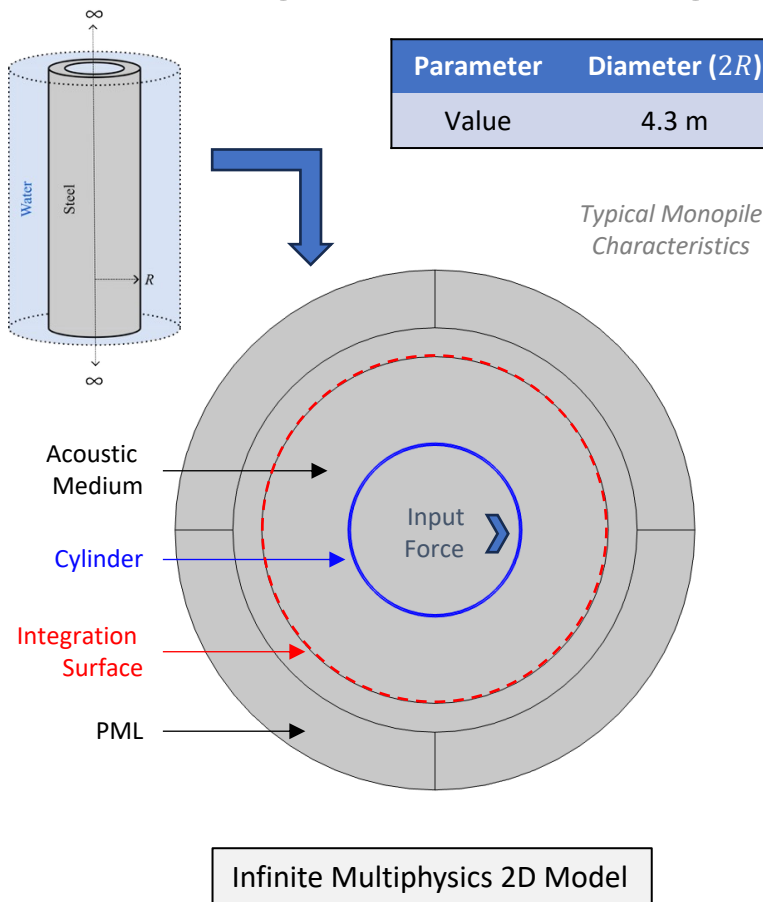 ∞
Water
Steel
R
∞
Parameter Diameter (2R)
Value 4.3 m
Typical Monopile
Characteristics
Acoustic
Medium
Cylinder
Integration
Surface
PML
Input
Force
Infinite Multiphysics 2D Model